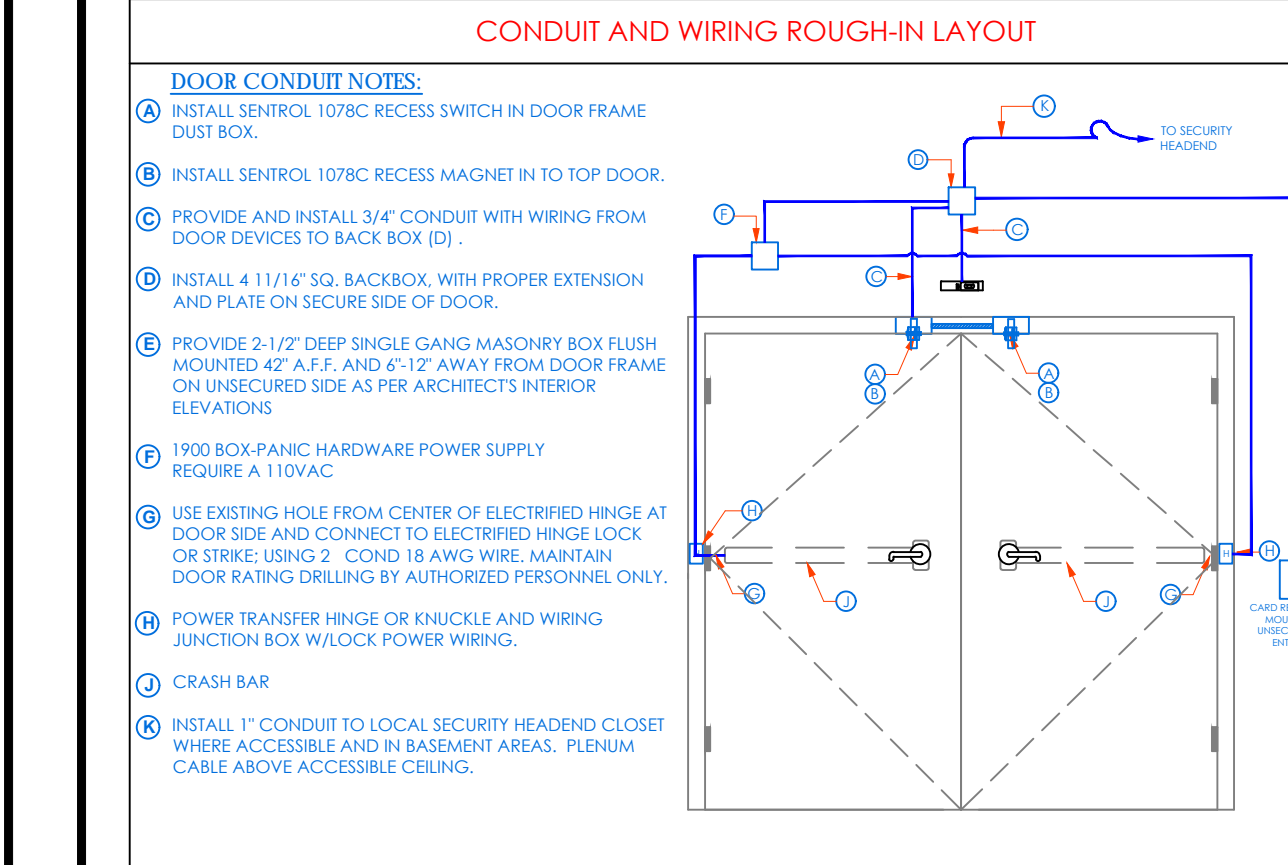 CONDUIT AND WIRING ROUGH-IN LAYOUT
DOOR CONDUIT NOTES:
A INSTALL SENTROL 1078C RECESS SWITCH IN DOOR FRAME
DUST BOX.
B INSTALL SENTROL 1078C RECESS MAGNET IN TO TOP DOOR.
C PROVIDE AND INSTALL 3/4" CONDUIT WITH WIRING FROM
DOOR DEVICES TO BACK BOX (D) .
D INSTALL 4 11/16" SQ. BACKBOX, WITH PROPER EXTENSION
AND PLATE ON SECURE SIDE OF DOOR.
E PROVIDE 2-1/2" DEEP SINGLE GANG MASONRY BOX FLUSH
MOUNTED 42" A.F.F. AND 6"-12" AWAY FROM DOOR FRAME
ON UNSECURED SIDE AS PER ARCHITECT'S INTERIOR
ELEVATIONS
F 1900 BOX-PANIC HARDWARE POWER SUPPLY
REQUIRE A 110VAC
G USE EXISTING HOLE FROM CENTER OF ELECTRIFIED HINGE AT
DOOR SIDE AND CONNECT TO ELECTRIFIED HINGE LOCK
OR STRIKE; USING 2 COND 18 AWG WIRE. MAINTAIN
DOOR RATING DRILLING BY AUTHORIZED PERSONNEL ONLY.
H POWER TRANSFER HINGE OR KNUCKLE AND WIRING
JUNCTION BOX W/LOCK POWER WIRING.
J CRASH BAR
K INSTALL 1" CONDUIT TO LOCAL SECURITY HEADEND CLOSET
WHERE ACCESSIBLE AND IN BASEMENT AREAS. PLENUM
CABLE ABOVE ACCESSIBLE CEILING.
K
TO SECURITY
HEADEND
D
F
C
C
A
B
A
B
H
H
H
G
J
J
G
CARD RE
MOU
UNSEC
ENT